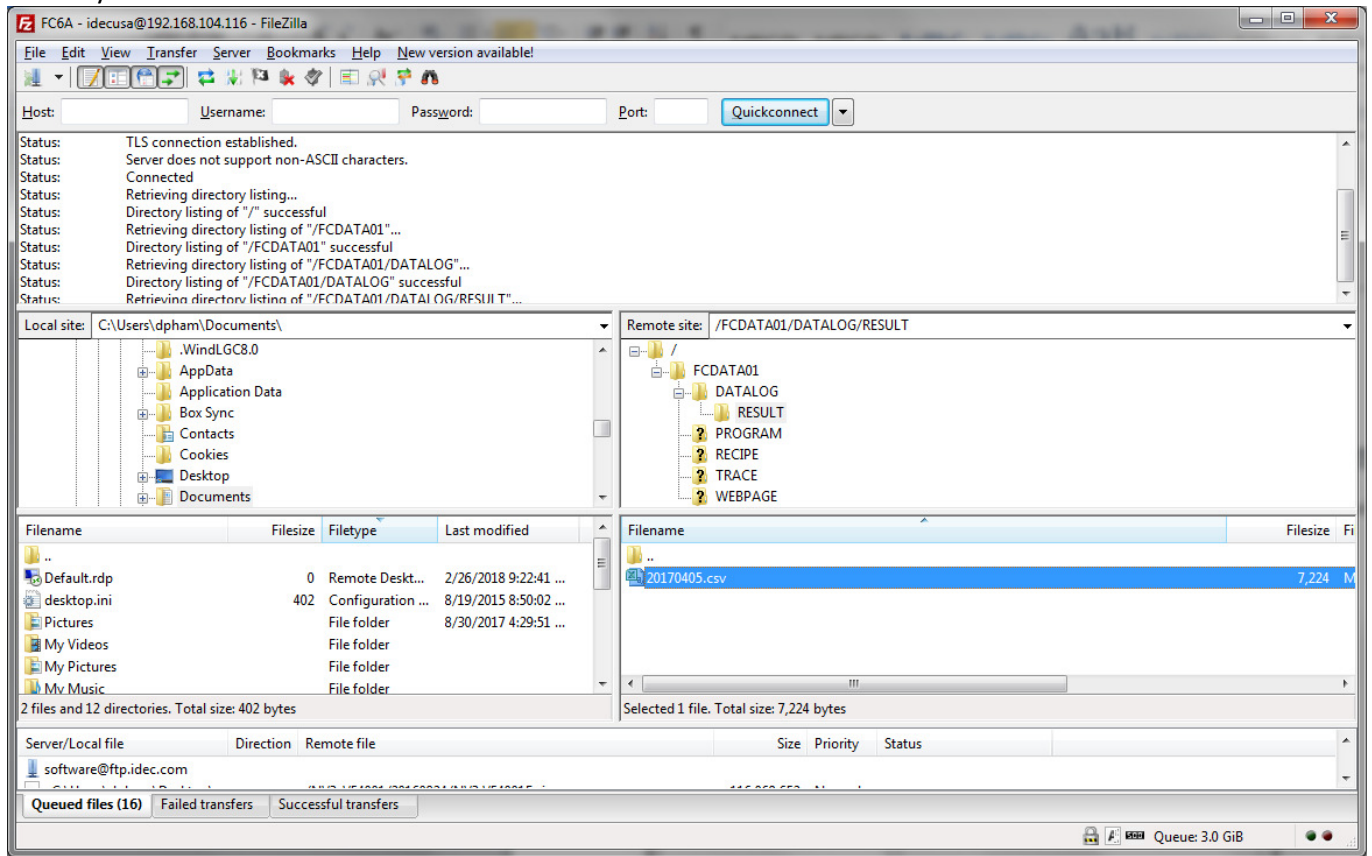 FC6A - idecusa@192.168.104.116 - FileZilla
File Edit View Transfer Server Bookmarks Help New version available!
Host: Username: Password: Port: Quickconnect
Status: TLS connection established.
Status: Server does not support non-ASCII characters.
Status: Connected
Status: Retrieving directory listing...
Status: Directory listing of "/" successful
Status: Retrieving directory listing of "/FCDATA01"...
Status: Directory listing of "/FCDATA01" successful
Status: Retrieving directory listing of "/FCDATA01/DATALOG"...
Status: Directory listing of "/FCDATA01/DATALOG" successful
Status: Retrieving directory listing of "/FCDATA01/DATALOG/RESULT"...
Local site: C:\Users\dpham\Documents\
.WindLGC8.0
AppData
Application Data
Box Sync
Contacts
Cookies
Desktop
Documents
Remote site: /FCDATA01/DATALOG/RESULT
/
FCDATA01
DATALOG
RESULT
PROGRAM
RECIPE
TRACE
WEBPAGE
Filename Filesize Filetype Last modified
..
Default.rdp 0 Remote Deskt... 2/26/2018 9:22:41 ...
desktop.ini 402 Configuration ... 8/19/2015 8:50:02 ...
Pictures File folder 8/30/2017 4:29:51 ...
My Videos File folder
My Pictures File folder
My Music File folder
2 files and 12 directories. Total size: 402 bytes
Filename Filesize Fi
..
20170405.csv 7,224 M
Selected 1 file. Total size: 7,224 bytes
Server/Local file Direction Remote file Size Priority Status
software@ftp.idec.com
Queued files (16) Failed transfers Successful transfers
Queue: 3.0 GiB